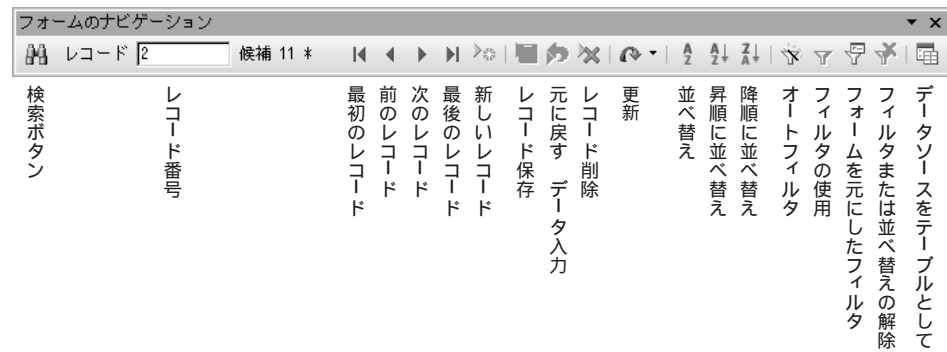 フォームのナビゲーション
レコード 2 候補 11 *
検索ボタン
レコード番号
最初のレコード
前のレコード
次のレコード
最後のレコード
新しいレコード
レコード保存
元に戻す データ入力
レコード削除
更新
並べ替え
昇順に並べ替え
降順に並べ替え
オートフィルタ
フィルタの使用
フォームを元にしたフィルタ
フィルタまたは並べ替えの解除
データソースをテーブルとして